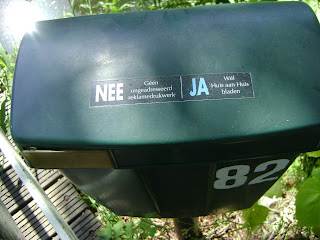 NEE
Geen
ongeadresseerd
reklamedrukwerk
JA
Wel
Huis aan Huis
bladen
82